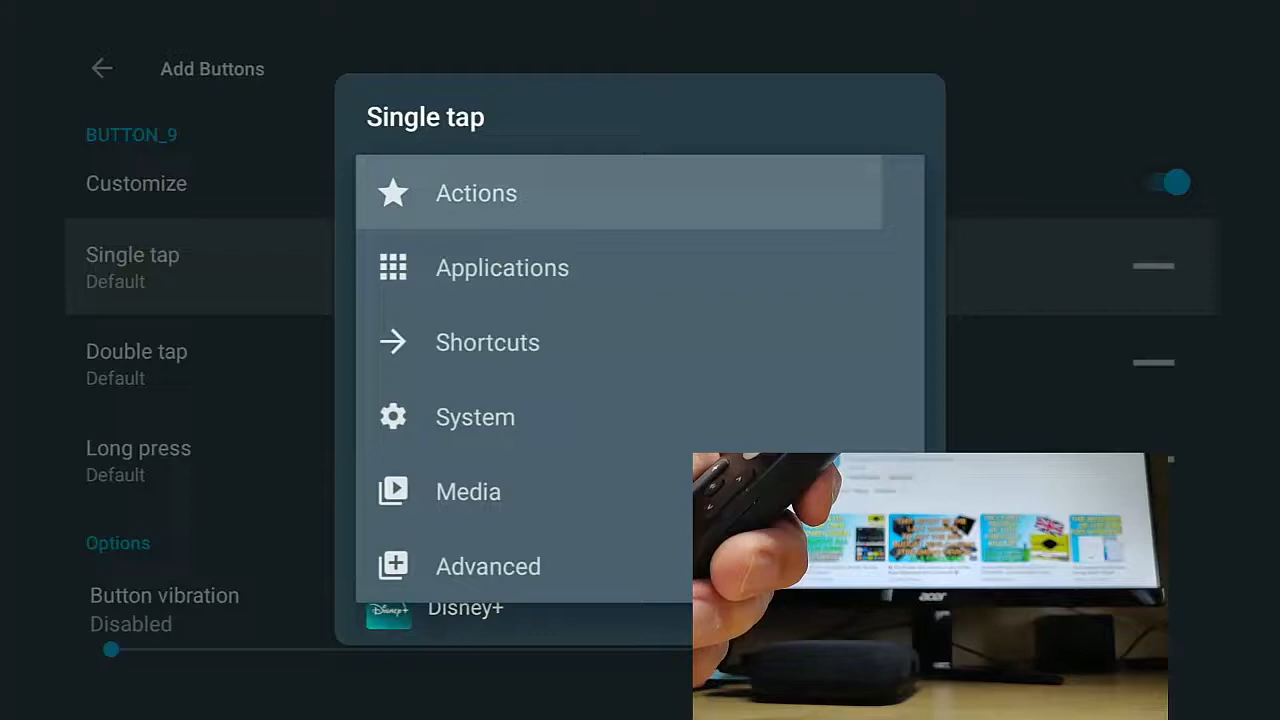 Add Buttons
BUTTON_9
Customize
Single tap
Default
Double tap
Default
Long press
Default
Options
Button vibration
Disabled
Single tap
Actions
Applications
Shortcuts
System
Media
Advanced
Disney+
Disney+
acer